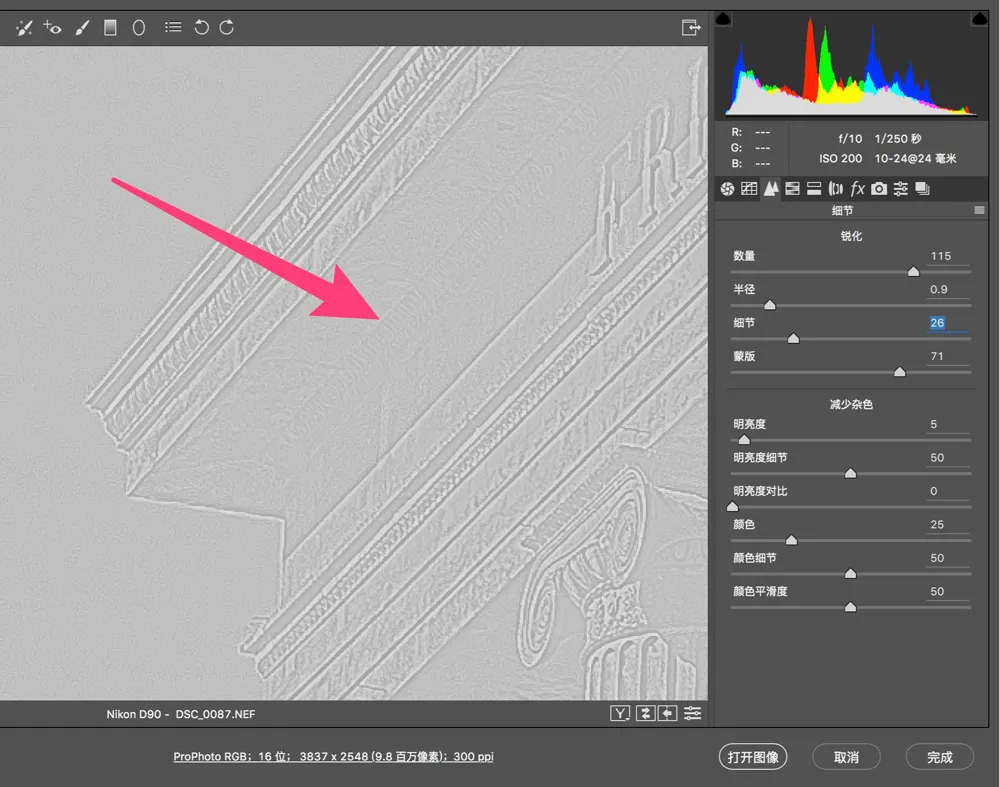 R: ---
G: ---
B: ---
f/10 1/250 秒
ISO 200 10-24@24 毫米
fx
细节
锐化
数量 115
半径 0.9
细节 26
蒙版 71
减少杂色
明亮度 5
明亮度细节 50
明亮度对比 0
颜色 25
颜色细节 50
颜色平滑度 50
Nikon D90 - DSC_0087.NEF
Y
ProPhoto RGB; 16 位; 3837 x 2548 (9.8 百万像素); 300 ppi
打开图像 取消 完成